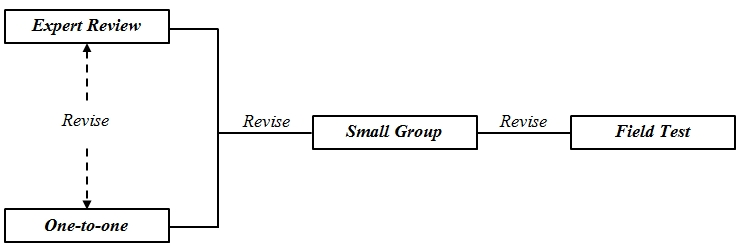 Expert Review
Revise
Revise
Small Group
Revise
Field Test
One-to-one